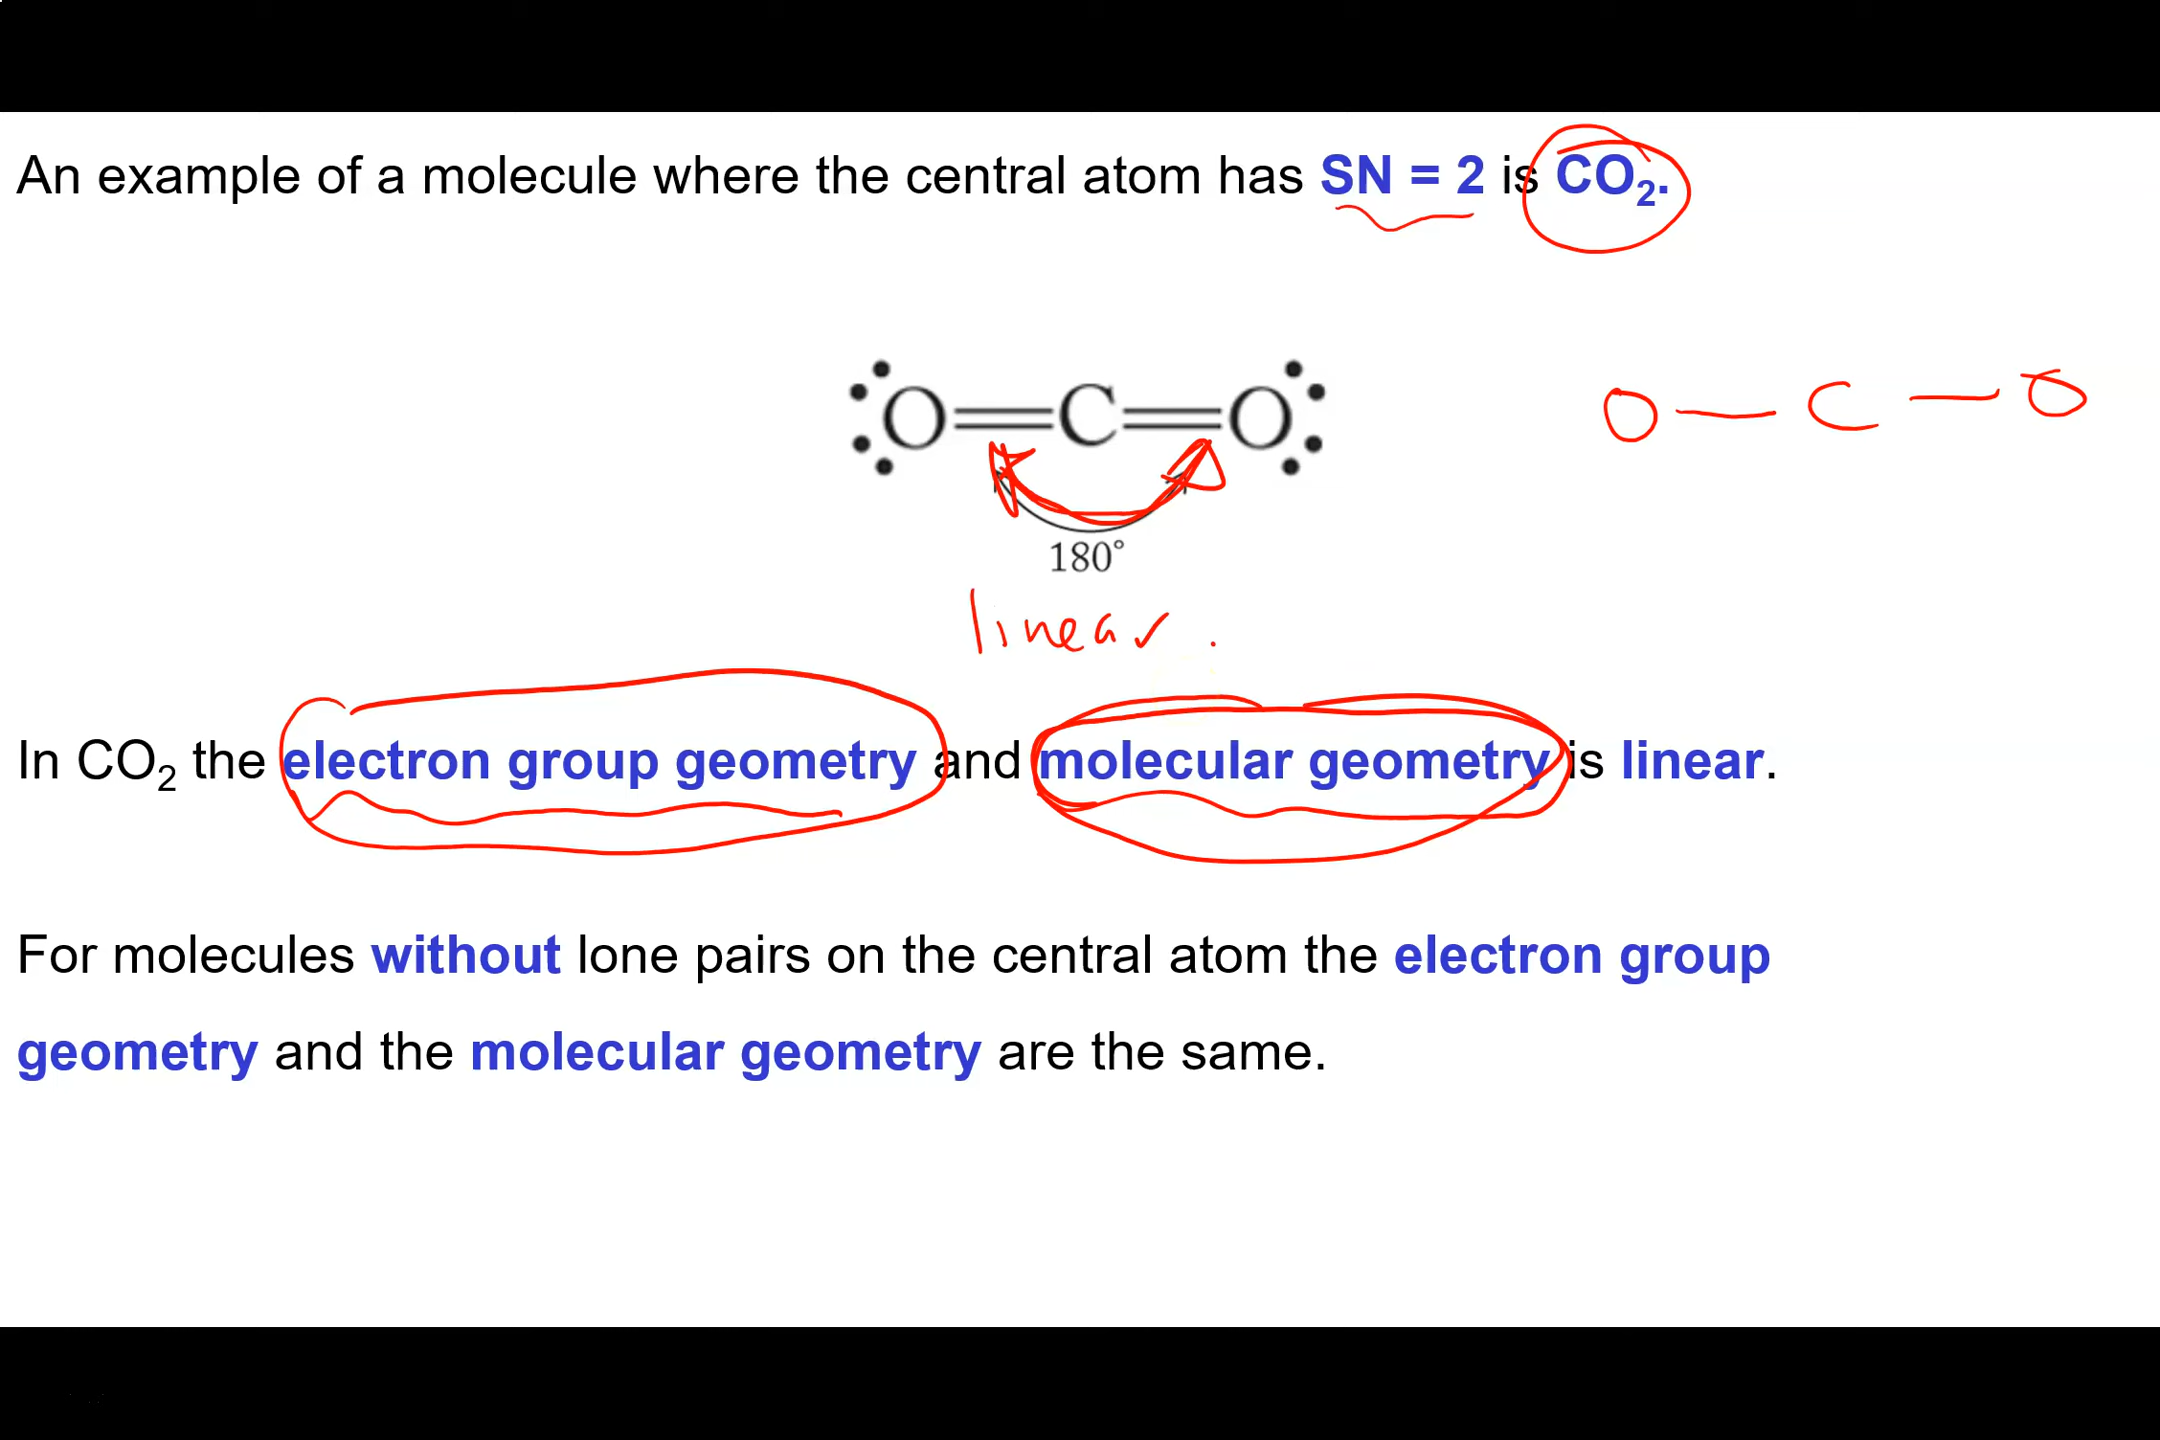 An example of a molecule where the central atom has SN = 2 is CO₂.
O=C=O O — C — O
180°
linear.
In CO₂ the electron group geometry and molecular geometry is linear.
For molecules without lone pairs on the central atom the electron group
geometry and the molecular geometry are the same.